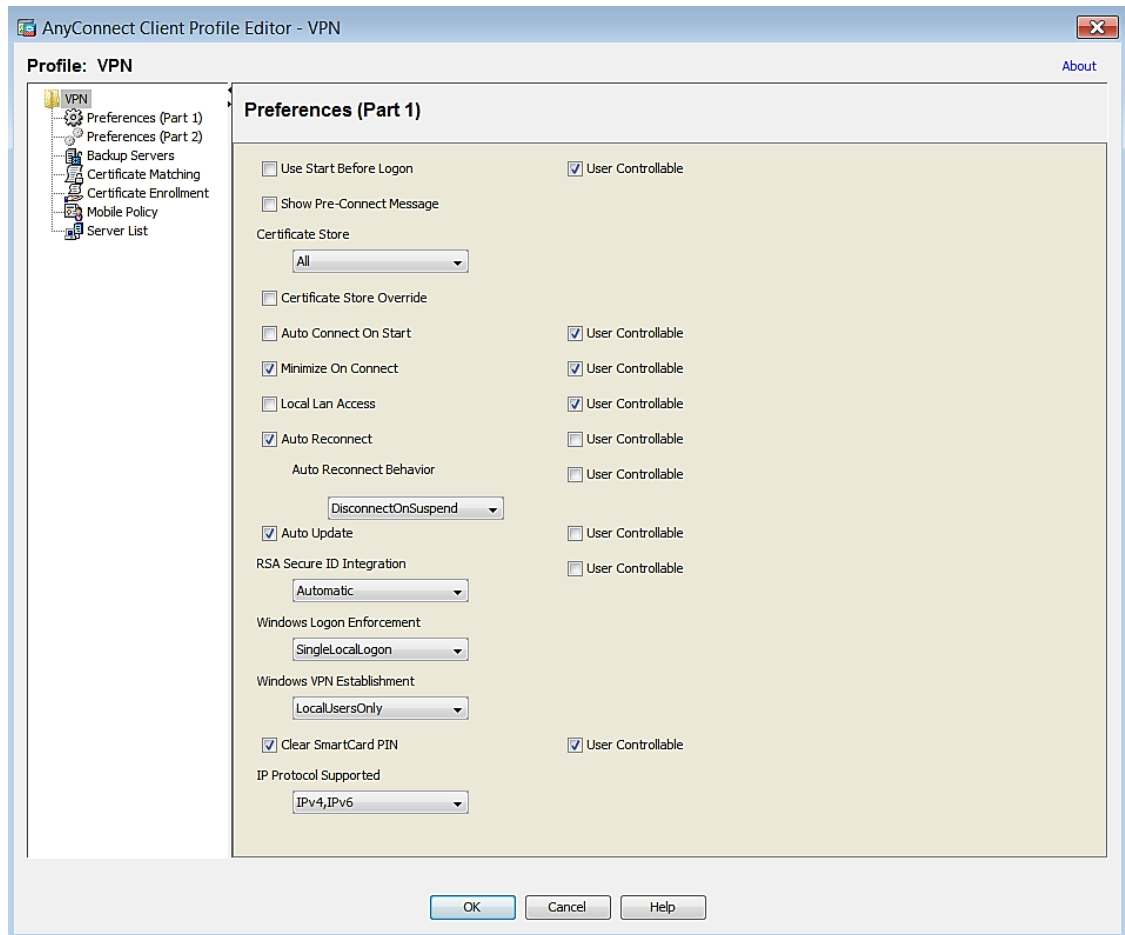 AnyConnect Client Profile Editor - VPN
Profile: VPN
About
VPN
Preferences (Part 1)
Preferences (Part 2)
Backup Servers
Certificate Matching
Certificate Enrollment
Mobile Policy
Server List
Preferences (Part 1)
Use Start Before Logon User Controllable
Show Pre-Connect Message
Certificate Store
All
Certificate Store Override
Auto Connect On Start User Controllable
Minimize On Connect User Controllable
Local Lan Access User Controllable
Auto Reconnect User Controllable
Auto Reconnect Behavior User Controllable
DisconnectOnSuspend
Auto Update User Controllable
RSA Secure ID Integration User Controllable
Automatic
Windows Logon Enforcement
SingleLocalLogon
Windows VPN Establishment
LocalUsersOnly
Clear SmartCard PIN User Controllable
IP Protocol Supported
IPv4,IPv6
OK Cancel Help